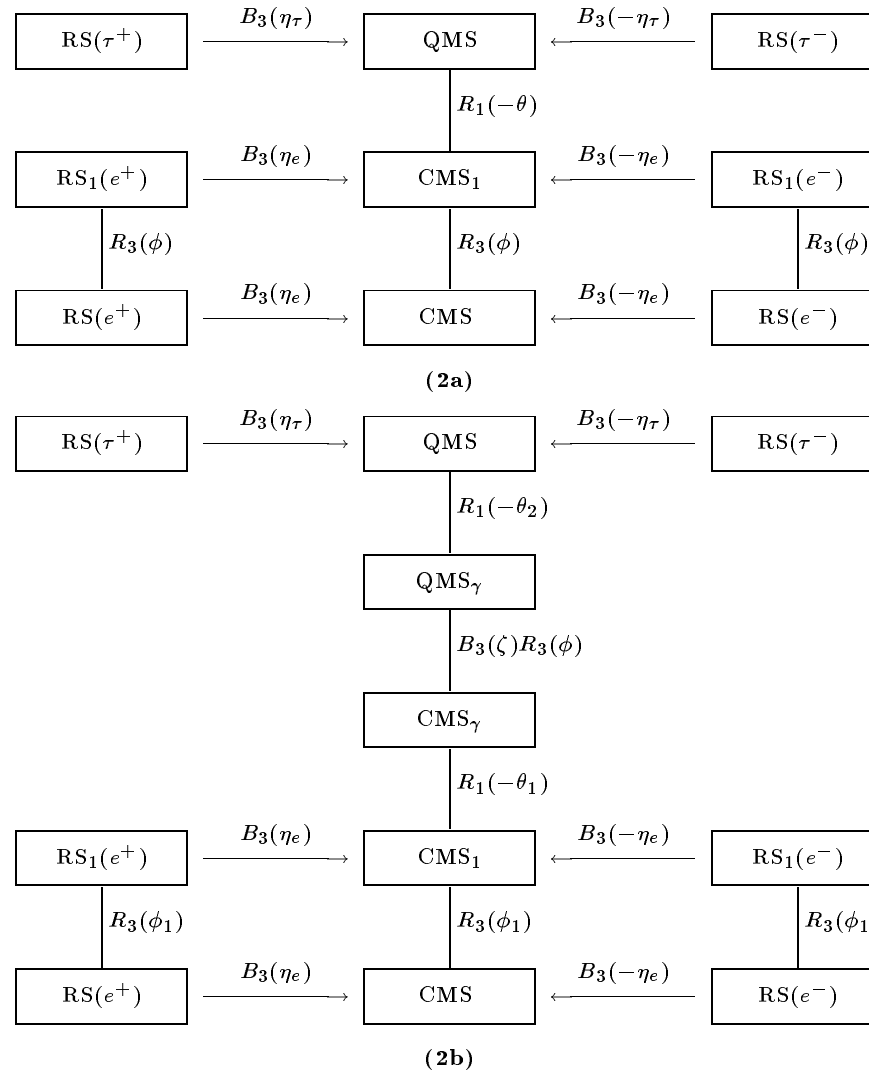 B₃(η_τ) B₃(−η_τ)
RS(τ⁺) QMS RS(τ⁻)
R₁(−θ)
B₃(η_e) B₃(−η_e)
RS₁(e⁺) CMS₁ RS₁(e⁻)
R₃(ϕ) R₃(ϕ) R₃(ϕ)
B₃(η_e) B₃(−η_e)
RS(e⁺) CMS RS(e⁻)
(2a)
B₃(η_τ) B₃(−η_τ)
RS(τ⁺) QMS RS(τ⁻)
R₁(−θ₂)
QMS_γ
B₃(ζ)R₃(ϕ)
CMS_γ
R₁(−θ₁)
B₃(η_e) B₃(−η_e)
RS₁(e⁺) CMS₁ RS₁(e⁻)
R₃(ϕ₁) R₃(ϕ₁) R₃(ϕ₁
B₃(η_e) B₃(−η_e)
RS(e⁺) CMS RS(e⁻)
(2b)